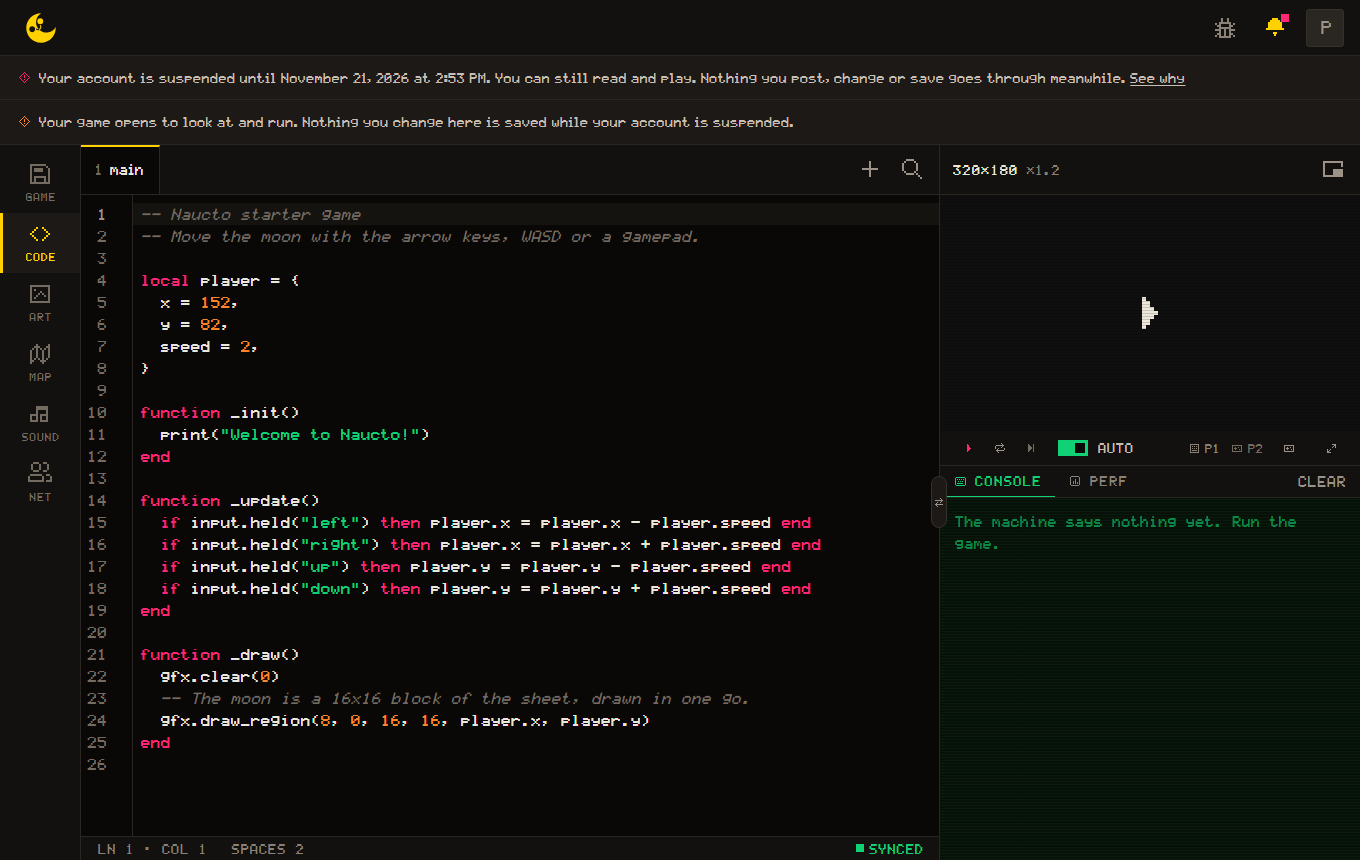 P
Your account is suspended until November 21, 2026 at 2:53 PM. You can still read and play. Nothing you post, change or save goes through meanwhile. See why
Your game opens to look at and run. Nothing you change here is saved while your account is suspended.
GAME
CODE
ART
MAP
SOUND
NET
1 main
1 -- Naucto starter game
2 -- Move the moon with the arrow keys, WASD or a gamepad.
3
4 local player = {
5   x = 152,
6   y = 82,
7   speed = 2,
8 }
9
10 function _init()
11   print("Welcome to Naucto!")
12 end
13
14 function _update()
15   if input.held("left") then player.x = player.x - player.speed end
16   if input.held("right") then player.x = player.x + player.speed end
17   if input.held("up") then player.y = player.y - player.speed end
18   if input.held("down") then player.y = player.y + player.speed end
19 end
20
21 function _draw()
22   gfx.clear(0)
23   -- The moon is a 16x16 block of the sheet, drawn in one go.
24   gfx.draw_region(8, 0, 16, 16, player.x, player.y)
25 end
26
LN 1 · COL 1 SPACES 2
SYNCED
320×180 ×1.2
AUTO P1 P2
CONSOLE PERF CLEAR
The machine says nothing yet. Run the
game.